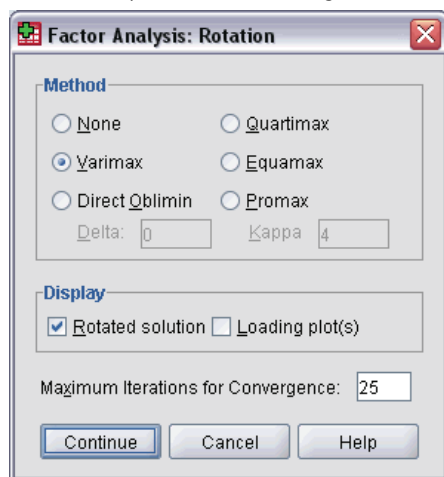 Factor Analysis: Rotation
Method
None
Quartimax
Varimax
Equamax
Direct Oblimin
Promax
Delta: 0
Kappa 4
Display
Rotated solution
Loading plot(s)
Maximum Iterations for Convergence: 25
Continue
Cancel
Help